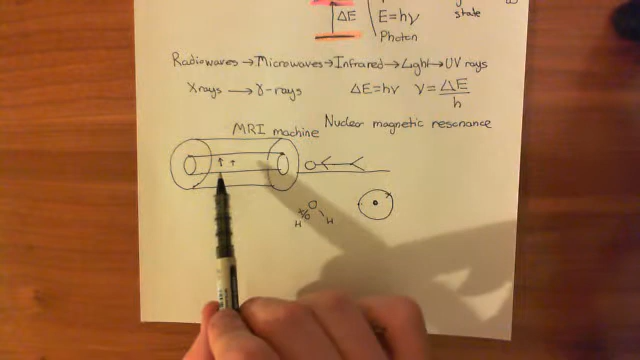 ΔE
E=hν
state
Photon
Radiowaves → Microwaves → Infrared → Light → UV rays
Xrays → γ-rays
ΔE=hν ν = ΔE/h
MRI machine
Nuclear magnetic resonance
O
H
H